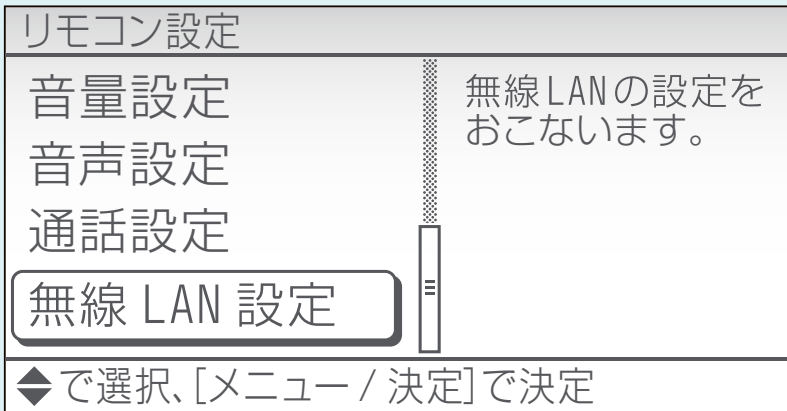 リモコン設定
音量設定
音声設定
通話設定
無線 LAN 設定
無線LANの設定を
おこないます。
◆で選択、[メニュー / 決定]で決定